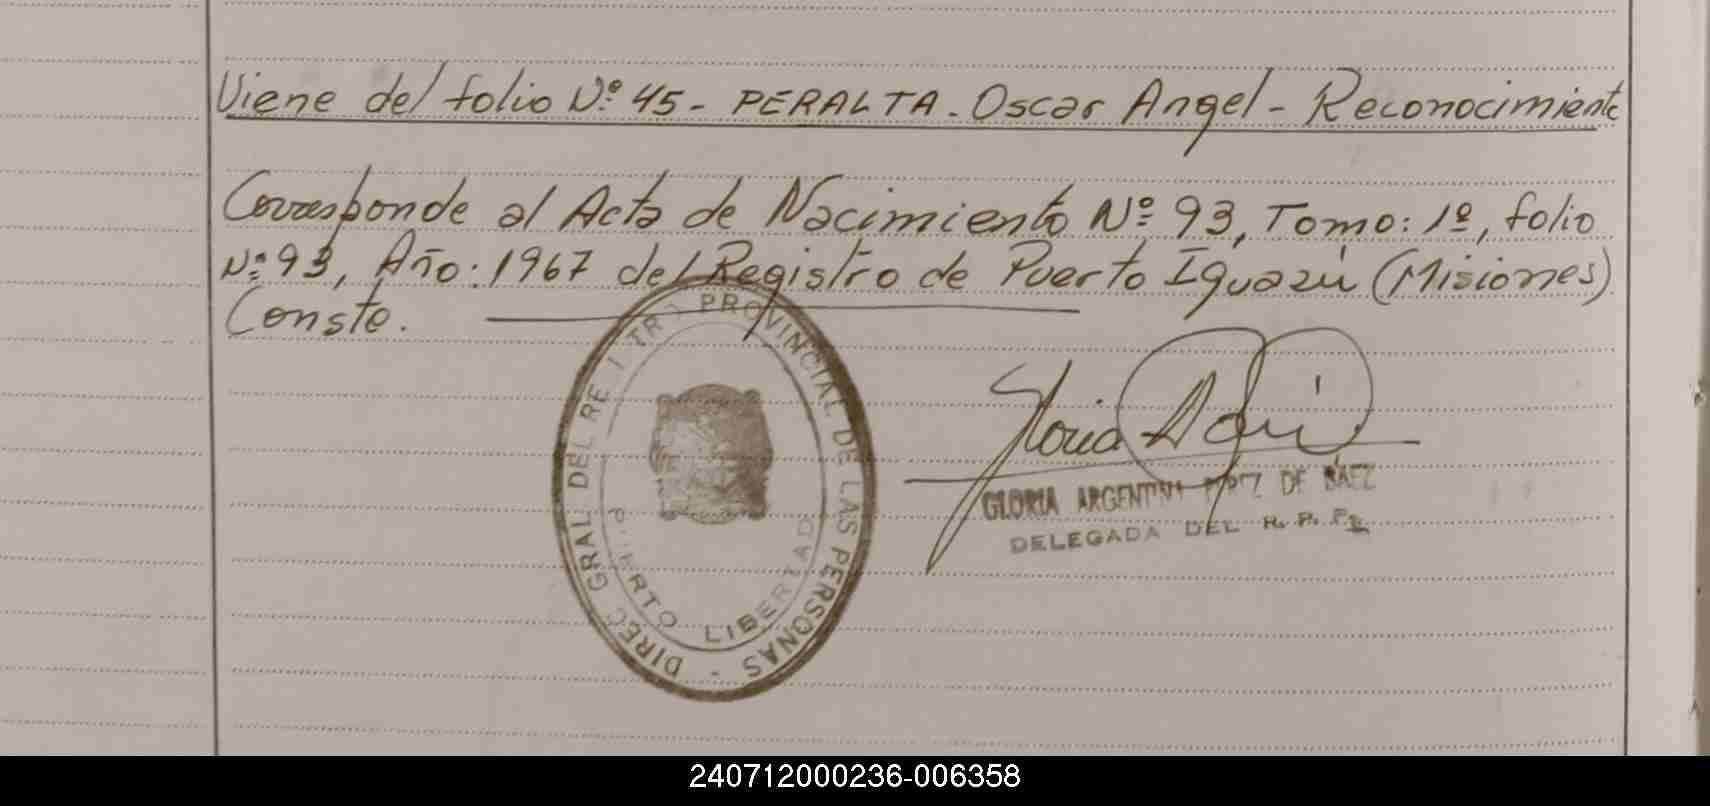 Viene del folio Nº 45 - PERALTA. Oscar Angel - Reconocimiento
Corresponde al Acta de Nacimiento Nº 93, Tomo: 1º, folio
Nº 93, Año: 1967 del Registro de Puerto Iguazú (Misiones)
Conste.
DIREC GRAL DEL RE I TR PROVINCIAL DE LAS PERSONAS -
PUERTO LIBERTAD
Gloria
GLORIA ARGENTINA DE BAEZ
DELEGADA DEL R. P. P.
240712000236-006358